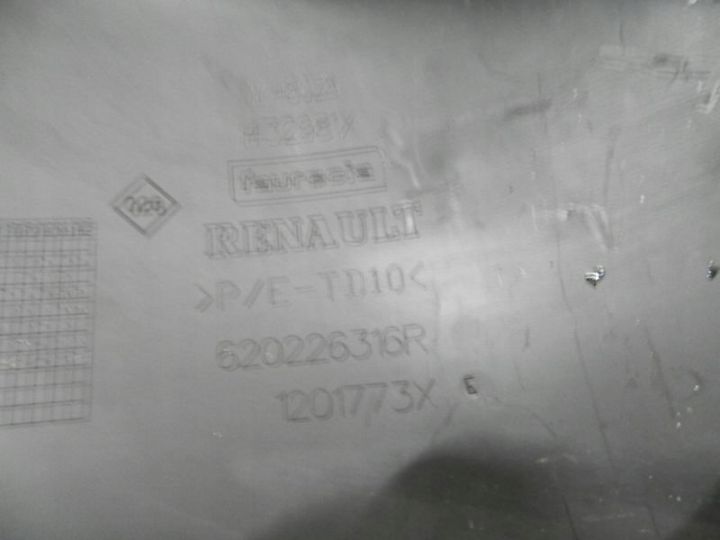 faurecia
RENAULT
>P/E-TD10<
620226316R
1201773X